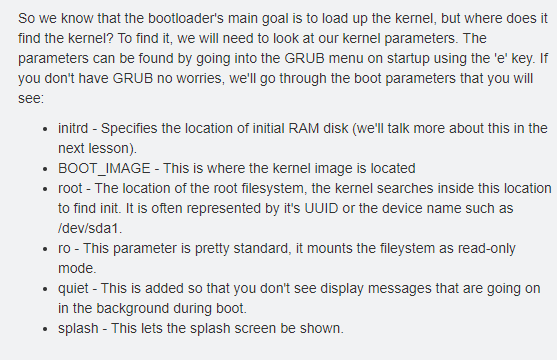 So we know that the bootloader's main goal is to load up the kernel, but where does it
find the kernel? To find it, we will need to look at our kernel parameters. The
parameters can be found by going into the GRUB menu on startup using the 'e' key. If
you don't have GRUB no worries, we'll go through the boot parameters that you will
see:
• initrd - Specifies the location of initial RAM disk (we'll talk more about this in the
next lesson).
• BOOT_IMAGE - This is where the kernel image is located
• root - The location of the root filesystem, the kernel searches inside this location
to find init. It is often represented by it's UUID or the device name such as
/dev/sda1.
• ro - This parameter is pretty standard, it mounts the fileystem as read-only
mode.
• quiet - This is added so that you don't see display messages that are going on
in the background during boot.
• splash - This lets the splash screen be shown.